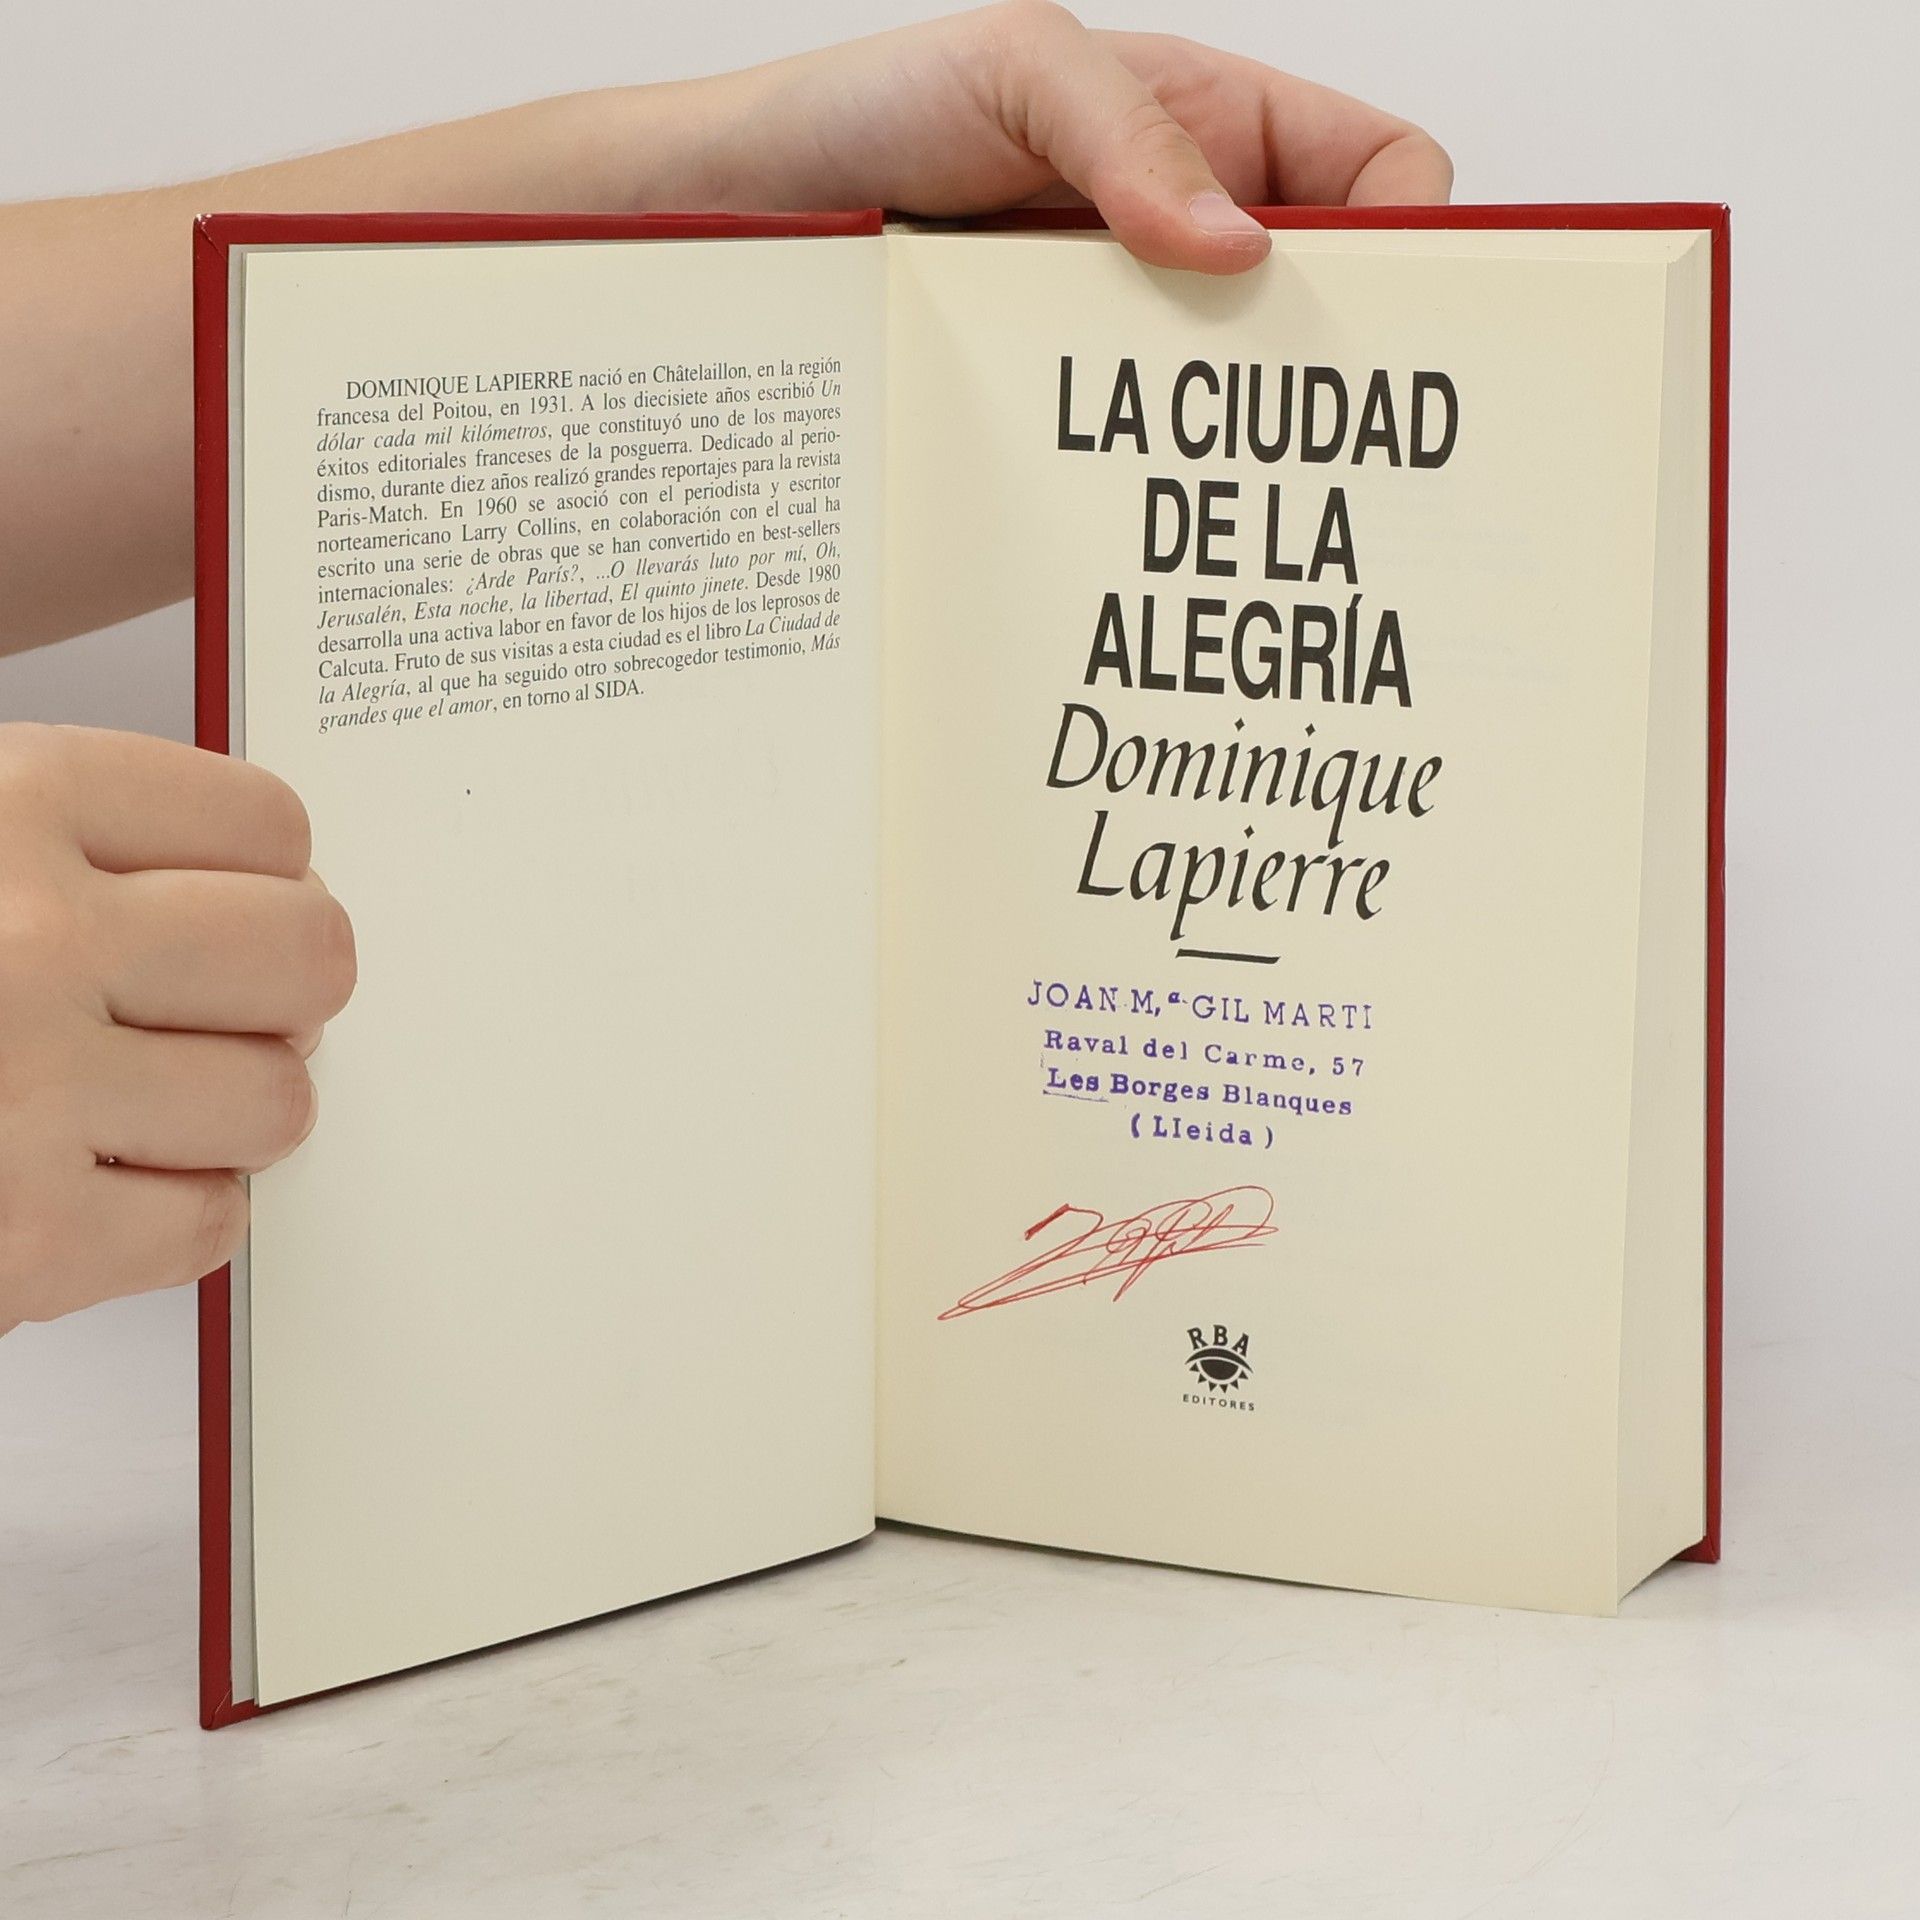 DOMINIQUE LAPIERRE nació en Châtelaillon, en la región
francesa del Poitou, en 1931. A los diecisiete años escribió Un
dólar cada mil kilómetros, que constituyó uno de los mayores
éxitos editoriales franceses de la posguerra. Dedicado al perio-
dismo, durante diez años realizó grandes reportajes para la revista
Paris-Match. En 1960 se asoció con el periodista y escritor
norteamericano Larry Collins, en colaboración con el cual ha
escrito una serie de obras que se han convertido en best-sellers
internacionales: ¿Arde París?, ...O llevarás luto por mí, Oh,
Jerusalén, Esta noche, la libertad, El quinto jinete. Desde 1980
desarrolla una activa labor en favor de los hijos de los leprosos de
Calcuta. Fruto de sus visitas a esta ciudad es el libro La Ciudad de
la Alegría, al que ha seguido otro sobrecogedor testimonio, Más
grandes que el amor, en torno al SIDA.
LA CIUDAD
DE LA
ALEGRÍA
Dominique
Lapierre
JOAN M,ª GIL MARTI
Raval del Carme, 57
Les Borges Blanques
( Lleida )
RBA
EDITORES